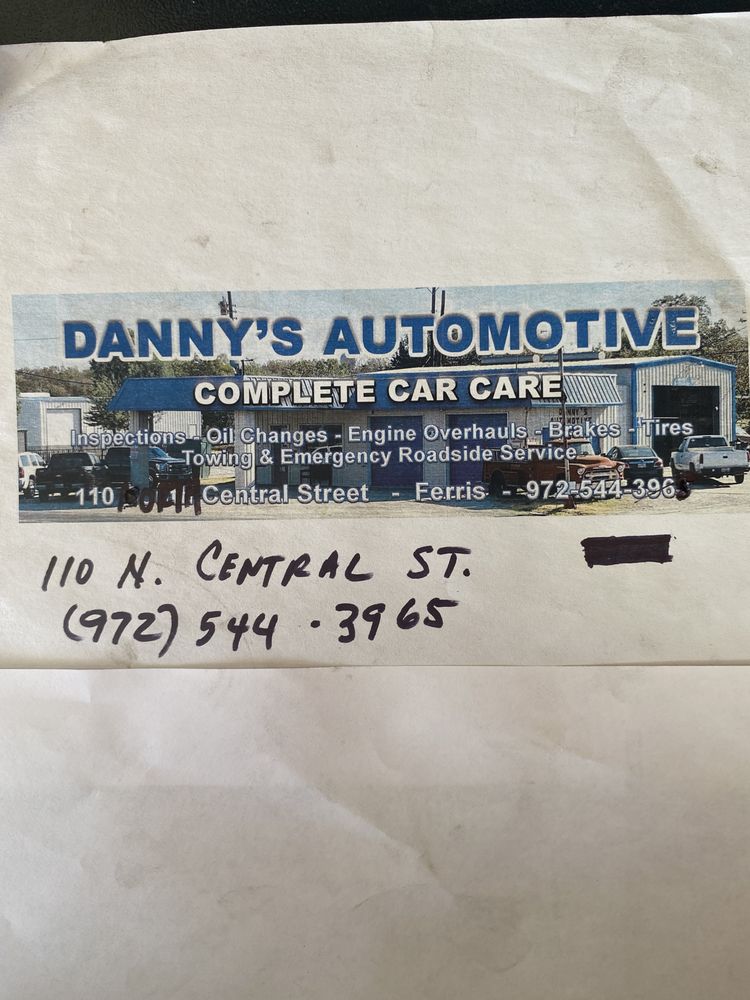 DANNY'S AUTOMOTIVE
COMPLETE CAR CARE
Inspections - Oil Changes - Engine Overhauls - Brakes - Tires
Towing & Emergency Roadside Service
110 Central Street - Ferris - 972-544-3965
110 N. CENTRAL ST.
(972) 544 - 3965